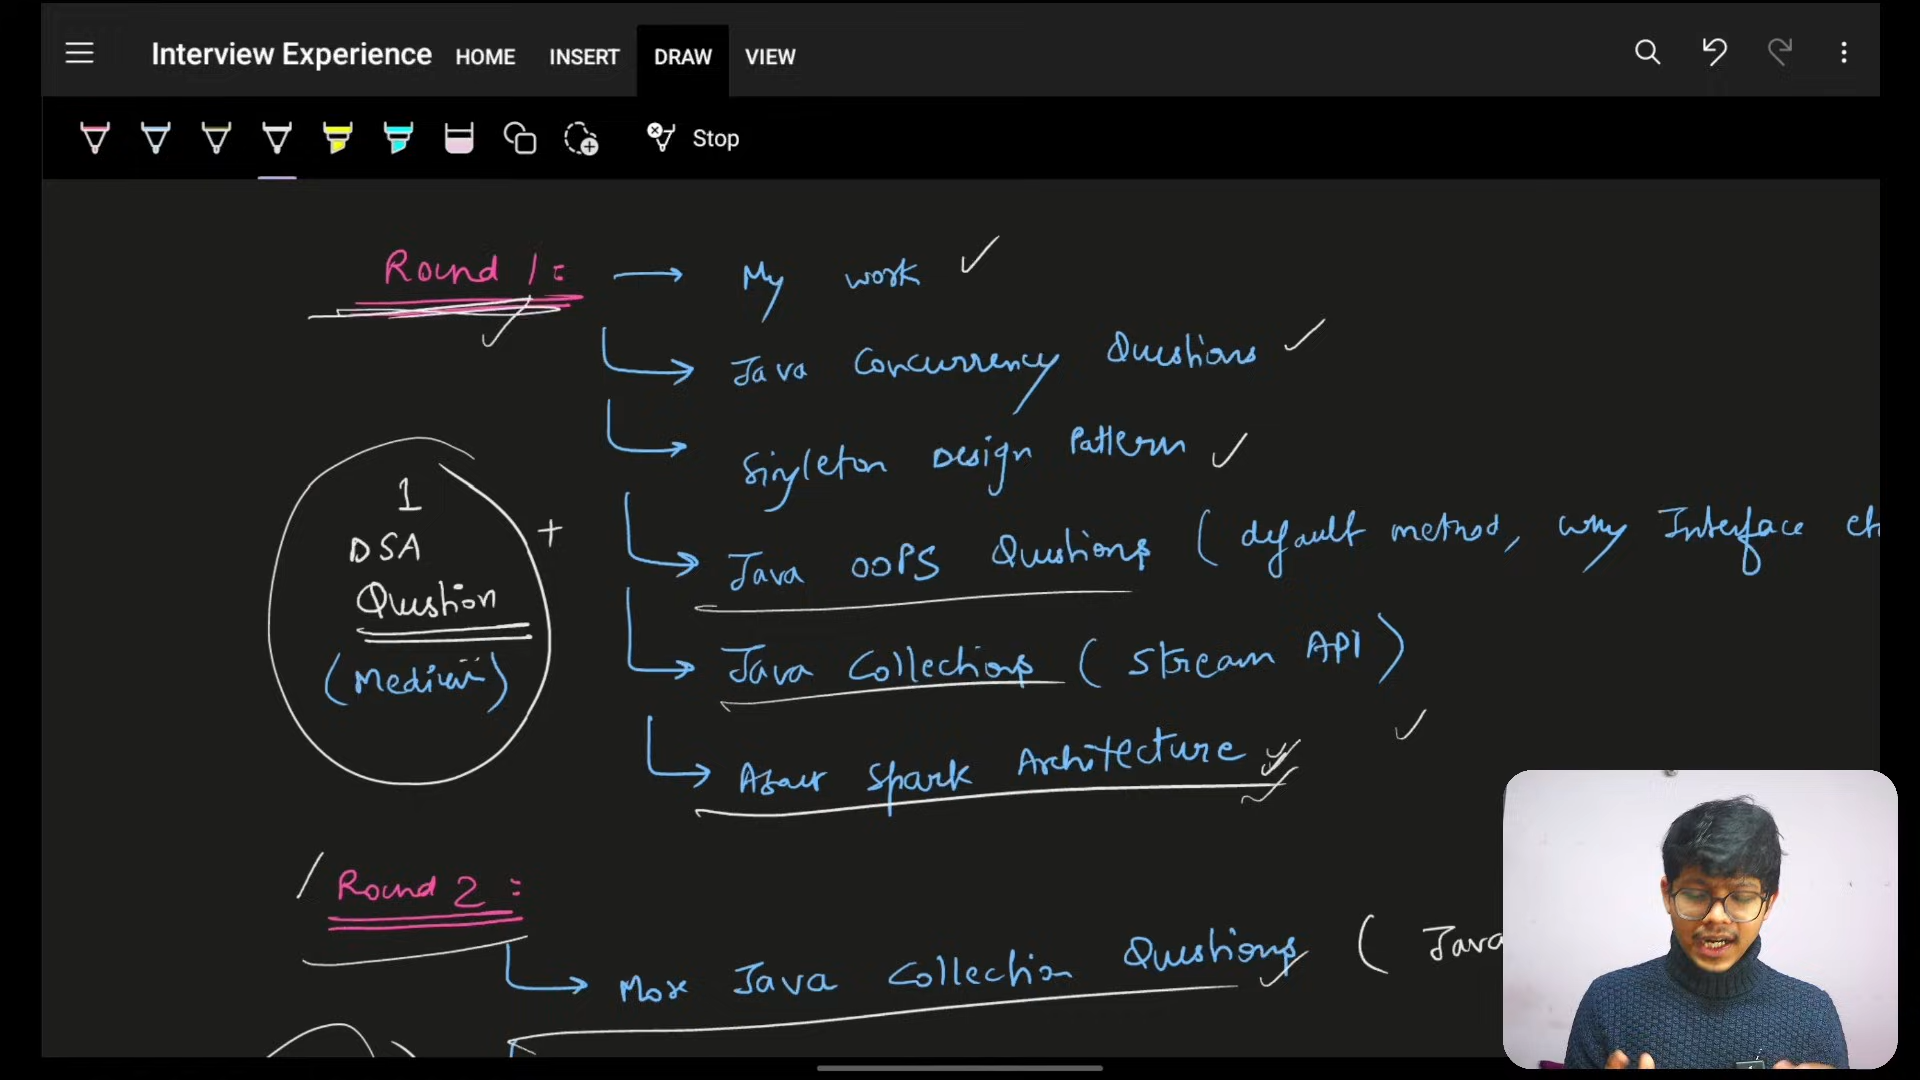 Interview Experience HOME INSERT DRAW VIEW
Stop
Round 1: → My work ✓
Java Concurrency Questions ✓
Singleton Design Pattern ✓
Java OOPS Questions ( default method, why Interface
Java Collections ( Stream API )
About Spark Architecture
1
DSA
Question
(Medium)
+
Round 2 :
More Java Collection Questions ( Java